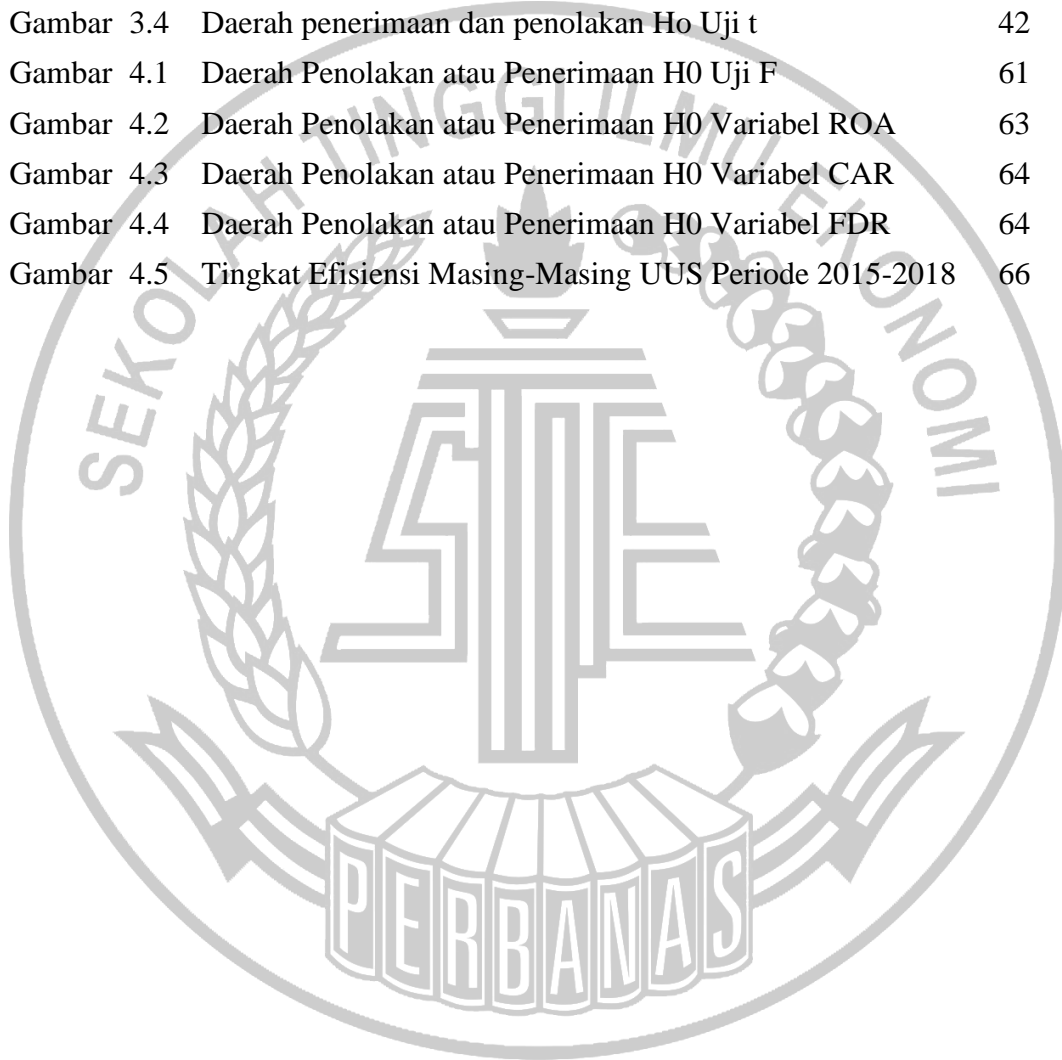 Gambar 3.4 Daerah penerimaan dan penolakan Ho Uji t 42
Gambar 4.1 Daerah Penolakan atau Penerimaan H0 Uji F 61
Gambar 4.2 Daerah Penolakan atau Penerimaan H0 Variabel ROA 63
Gambar 4.3 Daerah Penolakan atau Penerimaan H0 Variabel CAR 64
Gambar 4.4 Daerah Penolakan atau Penerimaan H0 Variabel FDR 64
Gambar 4.5 Tingkat Efisiensi Masing-Masing UUS Periode 2015-2018 66
SEKOLAH TINGGI ILMU EKONOMI
STIE
PERBANAS